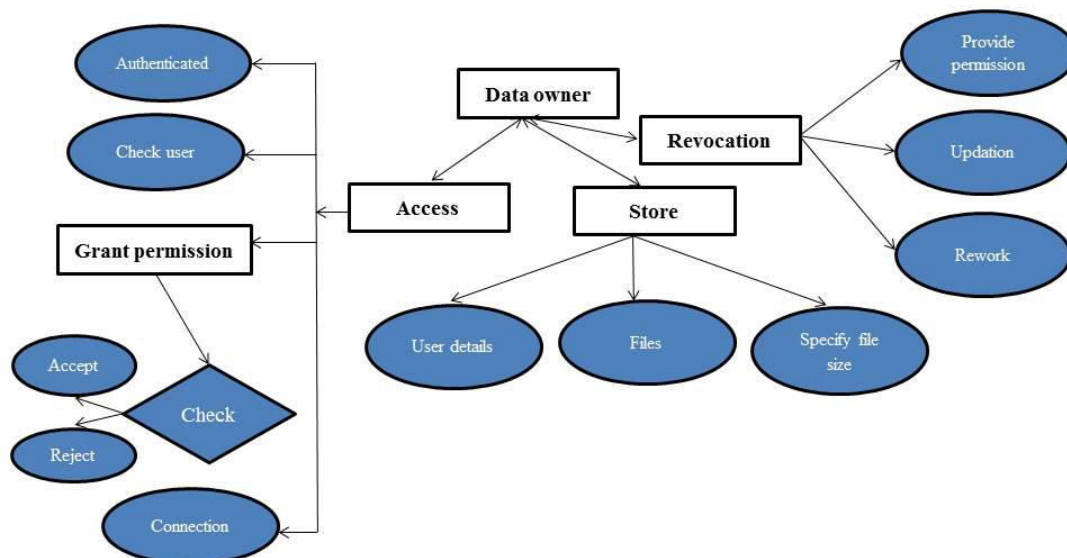 Provide
permission
Authenticated
Data owner
Revocation
Check user
Updation
Access
Store
Grant permission
Rework
User details
Files
Specify file
size
Accept
Check
Reject
Connection